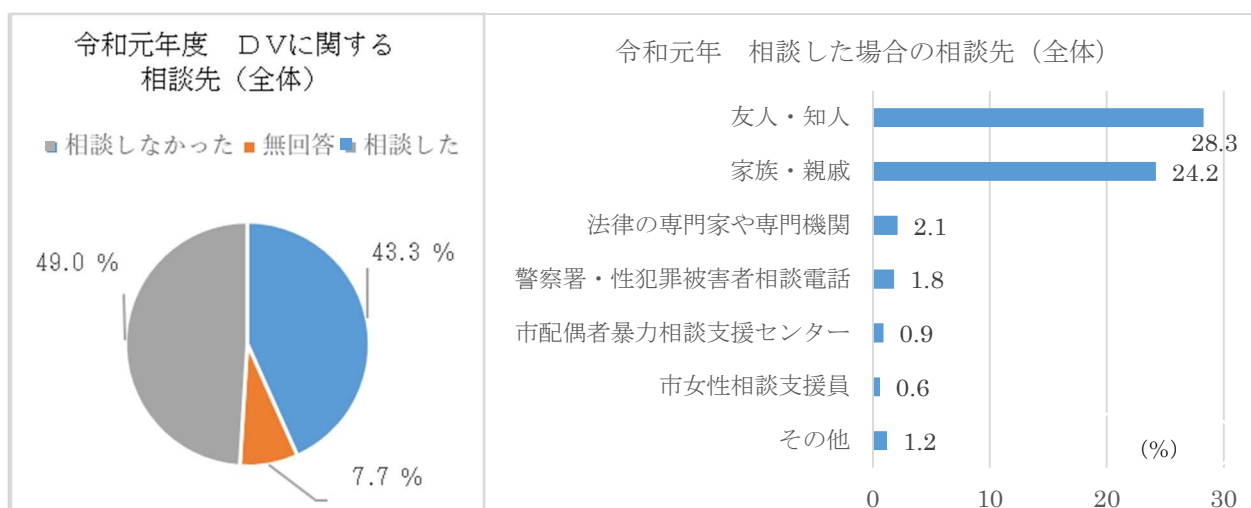 令和元年度　ＤＶに関する
相談先（全体）
相談しなかった 無回答 相談した
49.0 %
43.3 %
7.7 %
令和元年　相談した場合の相談先（全体）
友人・知人
28.3
家族・親戚
24.2
法律の専門家や専門機関
2.1
警察署・性犯罪被害者相談電話
1.8
市配偶者暴力相談支援センター
0.9
市女性相談支援員
0.6
その他
1.2
（%）
0 10 20 30